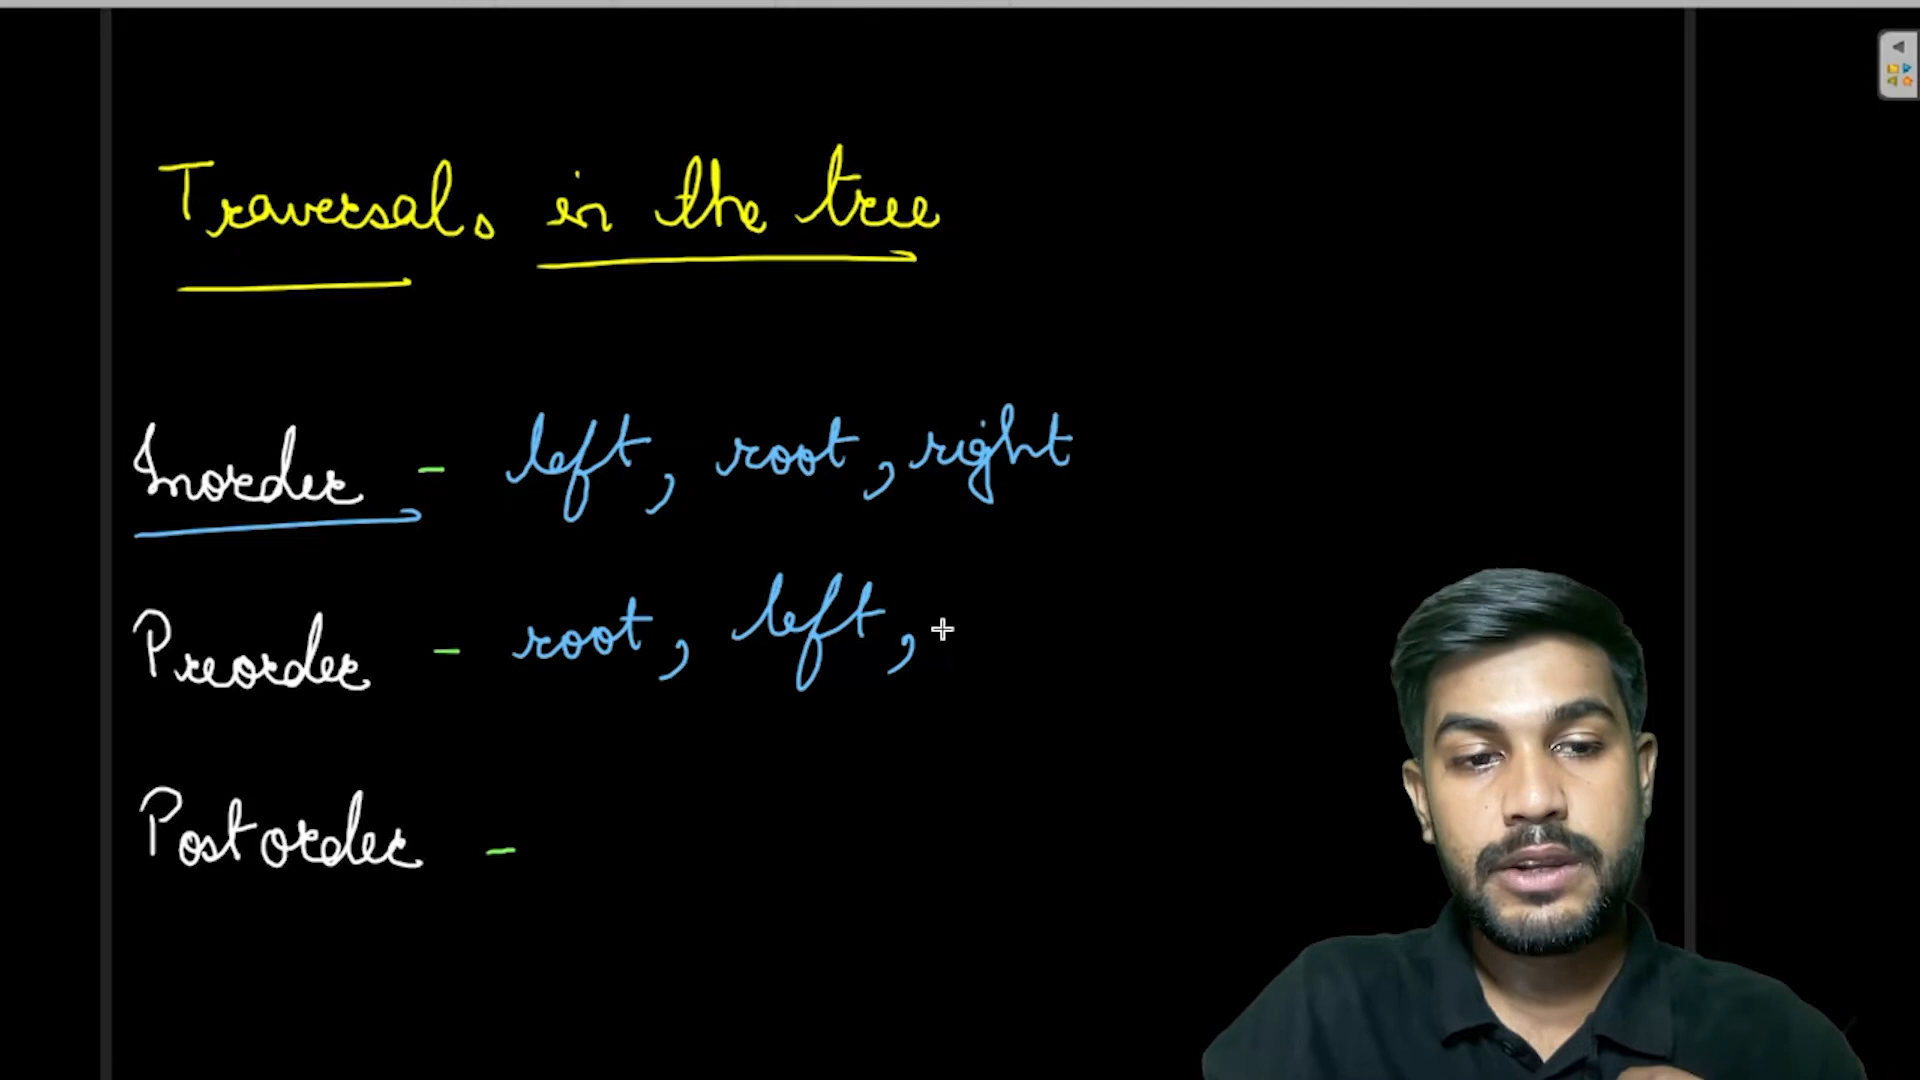 Traversals in the tree
Inorder - left, root, right
Preorder - root, left,
Postorder -